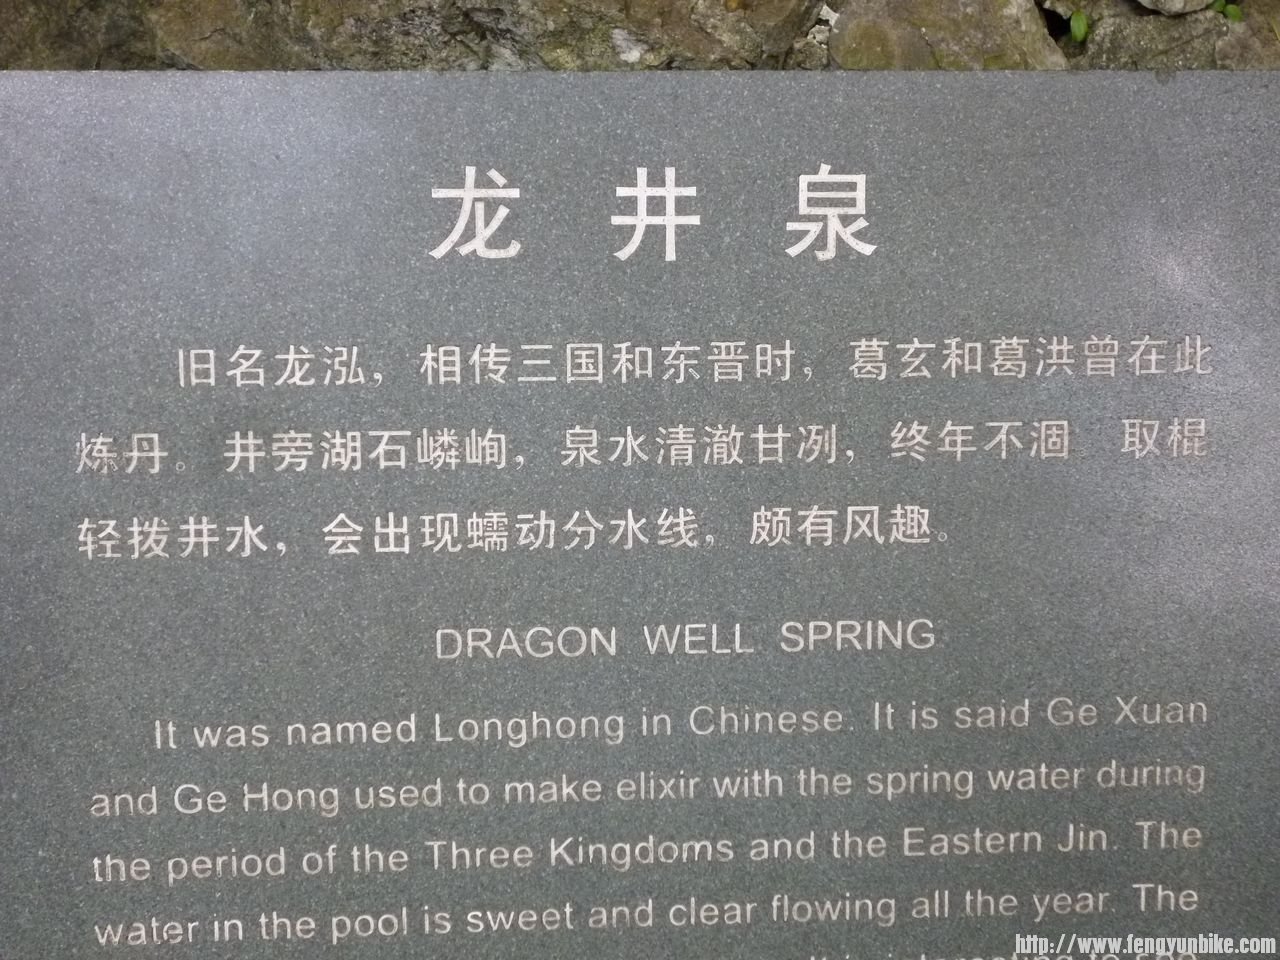 龙井泉
旧名龙泓，相传三国和东晋时，葛玄和葛洪曾在此
炼丹。井旁湖石嶙峋，泉水清澈甘冽，终年不涸 取棍
轻拨井水，会出现蠕动分水线，颇有风趣。
DRAGON WELL SPRING
It was named Longhong in Chinese. It is said Ge Xuan
and Ge Hong used to make elixir with the spring water during
the period of the Three Kingdoms and the Eastern Jin. The
water in the pool is sweet and clear flowing all the year. The
interesting to see
http://www.fengyunbike.com